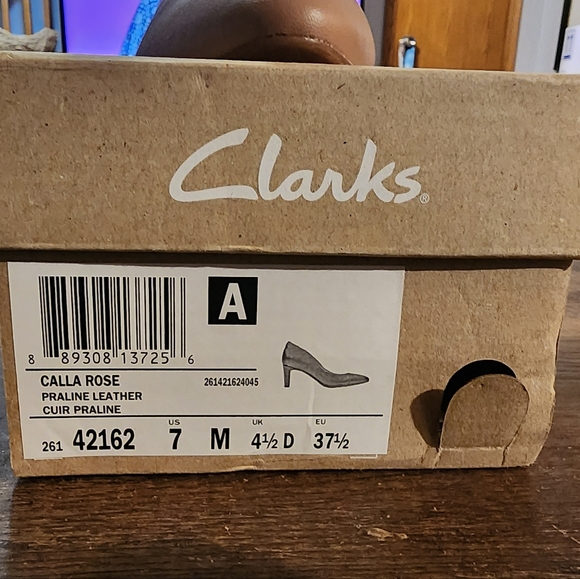 Clarks®
A
8 89308 13725 6
CALLA ROSE
261421624045
PRALINE LEATHER
CUIR PRALINE
US UK EU
261 42162 7 M 4½ D 37½